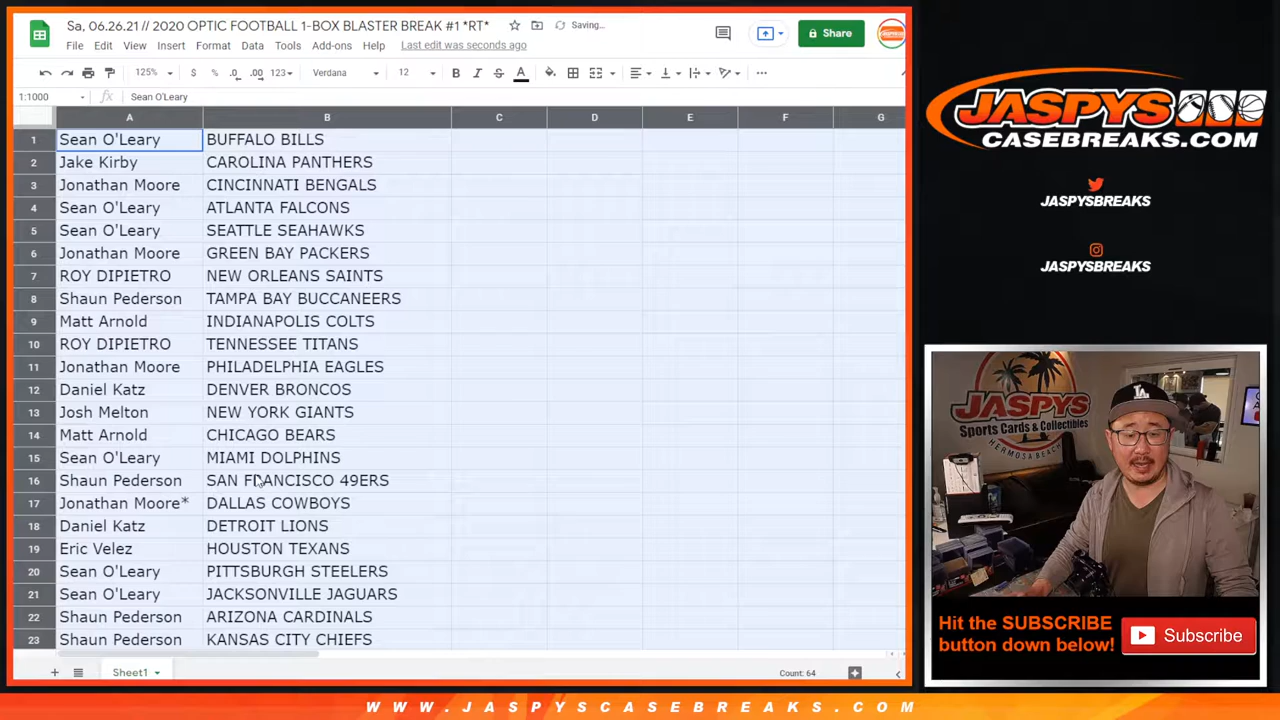 Sa, 06.26.21 // 2020 OPTIC FOOTBALL 1-BOX BLASTER BREAK #1 *RT*
Saving...
File Edit View Insert Format Data Tools Add-ons Help Last edit was seconds ago
Share
125% $ % .0 .00 123 Verdana 12 B I S A
1:1000 fx Sean O'Leary
A B C D E F G
1 Sean O'Leary BUFFALO BILLS
2 Jake Kirby CAROLINA PANTHERS
3 Jonathan Moore CINCINNATI BENGALS
4 Sean O'Leary ATLANTA FALCONS
5 Sean O'Leary SEATTLE SEAHAWKS
6 Jonathan Moore GREEN BAY PACKERS
7 ROY DIPIETRO NEW ORLEANS SAINTS
8 Shaun Pederson TAMPA BAY BUCCANEERS
9 Matt Arnold INDIANAPOLIS COLTS
10 ROY DIPIETRO TENNESSEE TITANS
11 Jonathan Moore PHILADELPHIA EAGLES
12 Daniel Katz DENVER BRONCOS
13 Josh Melton NEW YORK GIANTS
14 Matt Arnold CHICAGO BEARS
15 Sean O'Leary MIAMI DOLPHINS
16 Shaun Pederson SAN FRANCISCO 49ERS
17 Jonathan Moore* DALLAS COWBOYS
18 Daniel Katz DETROIT LIONS
19 Eric Velez HOUSTON TEXANS
20 Sean O'Leary PITTSBURGH STEELERS
21 Sean O'Leary JACKSONVILLE JAGUARS
22 Shaun Pederson ARIZONA CARDINALS
23 Shaun Pederson KANSAS CITY CHIEFS
Sheet1
Count: 64
JASPYS
CASEBREAKS.COM
JASPYSBREAKS
JASPYSBREAKS
JASPYS
Sports Cards & Collectibles
HERMOSA BEACH
LA
Hit the SUBSCRIBE
button down below!
Subscribe
WWW.JASPYSCASEBREAKS.COM